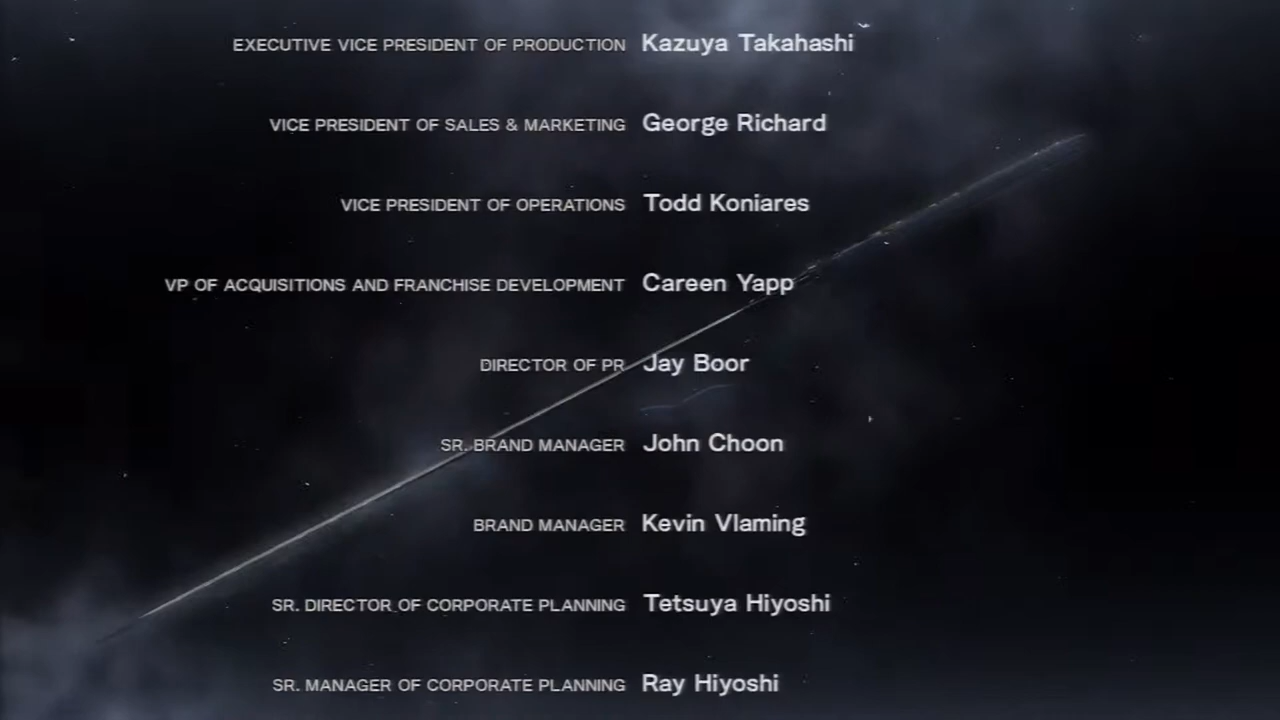 EXECUTIVE VICE PRESIDENT OF PRODUCTION Kazuya Takahashi
VICE PRESIDENT OF SALES & MARKETING George Richard
VICE PRESIDENT OF OPERATIONS Todd Koniares
VP OF ACQUISITIONS AND FRANCHISE DEVELOPMENT Careen Yapp
DIRECTOR OF PR Jay Boor
SR. BRAND MANAGER John Choon
BRAND MANAGER Kevin Vlaming
SR. DIRECTOR OF CORPORATE PLANNING Tetsuya Hiyoshi
SR. MANAGER OF CORPORATE PLANNING Ray Hiyoshi